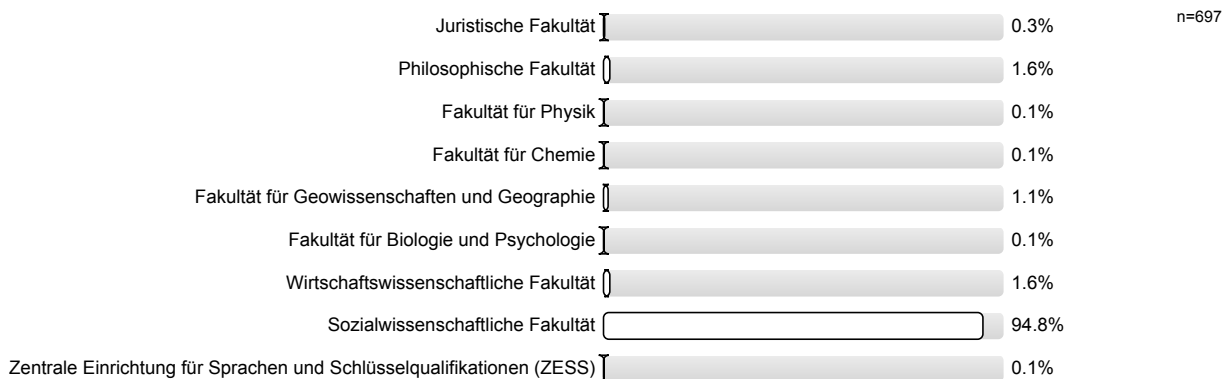 Juristische Fakultät 0.3% n=697
Philosophische Fakultät 1.6%
Fakultät für Physik 0.1%
Fakultät für Chemie 0.1%
Fakultät für Geowissenschaften und Geographie 1.1%
Fakultät für Biologie und Psychologie 0.1%
Wirtschaftswissenschaftliche Fakultät 1.6%
Sozialwissenschaftliche Fakultät 94.8%
Zentrale Einrichtung für Sprachen und Schlüsselqualifikationen (ZESS) 0.1%